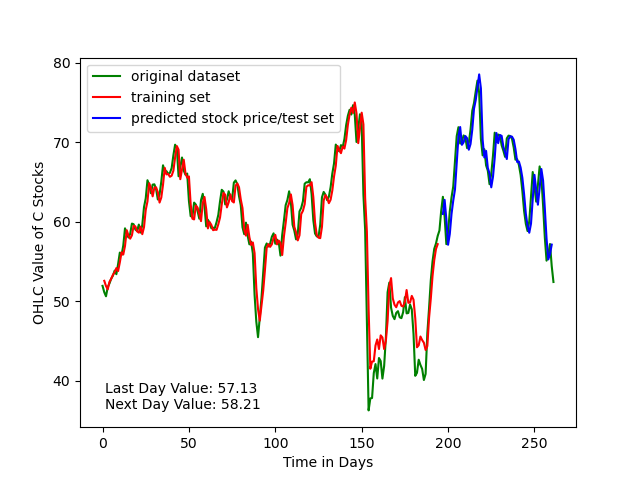 original dataset
training set
predicted stock price/test set
80
70
60
50
40
OHLC Value of C Stocks
Last Day Value: 57.13
Next Day Value: 58.21
0 50 100 150 200 250
Time in Days